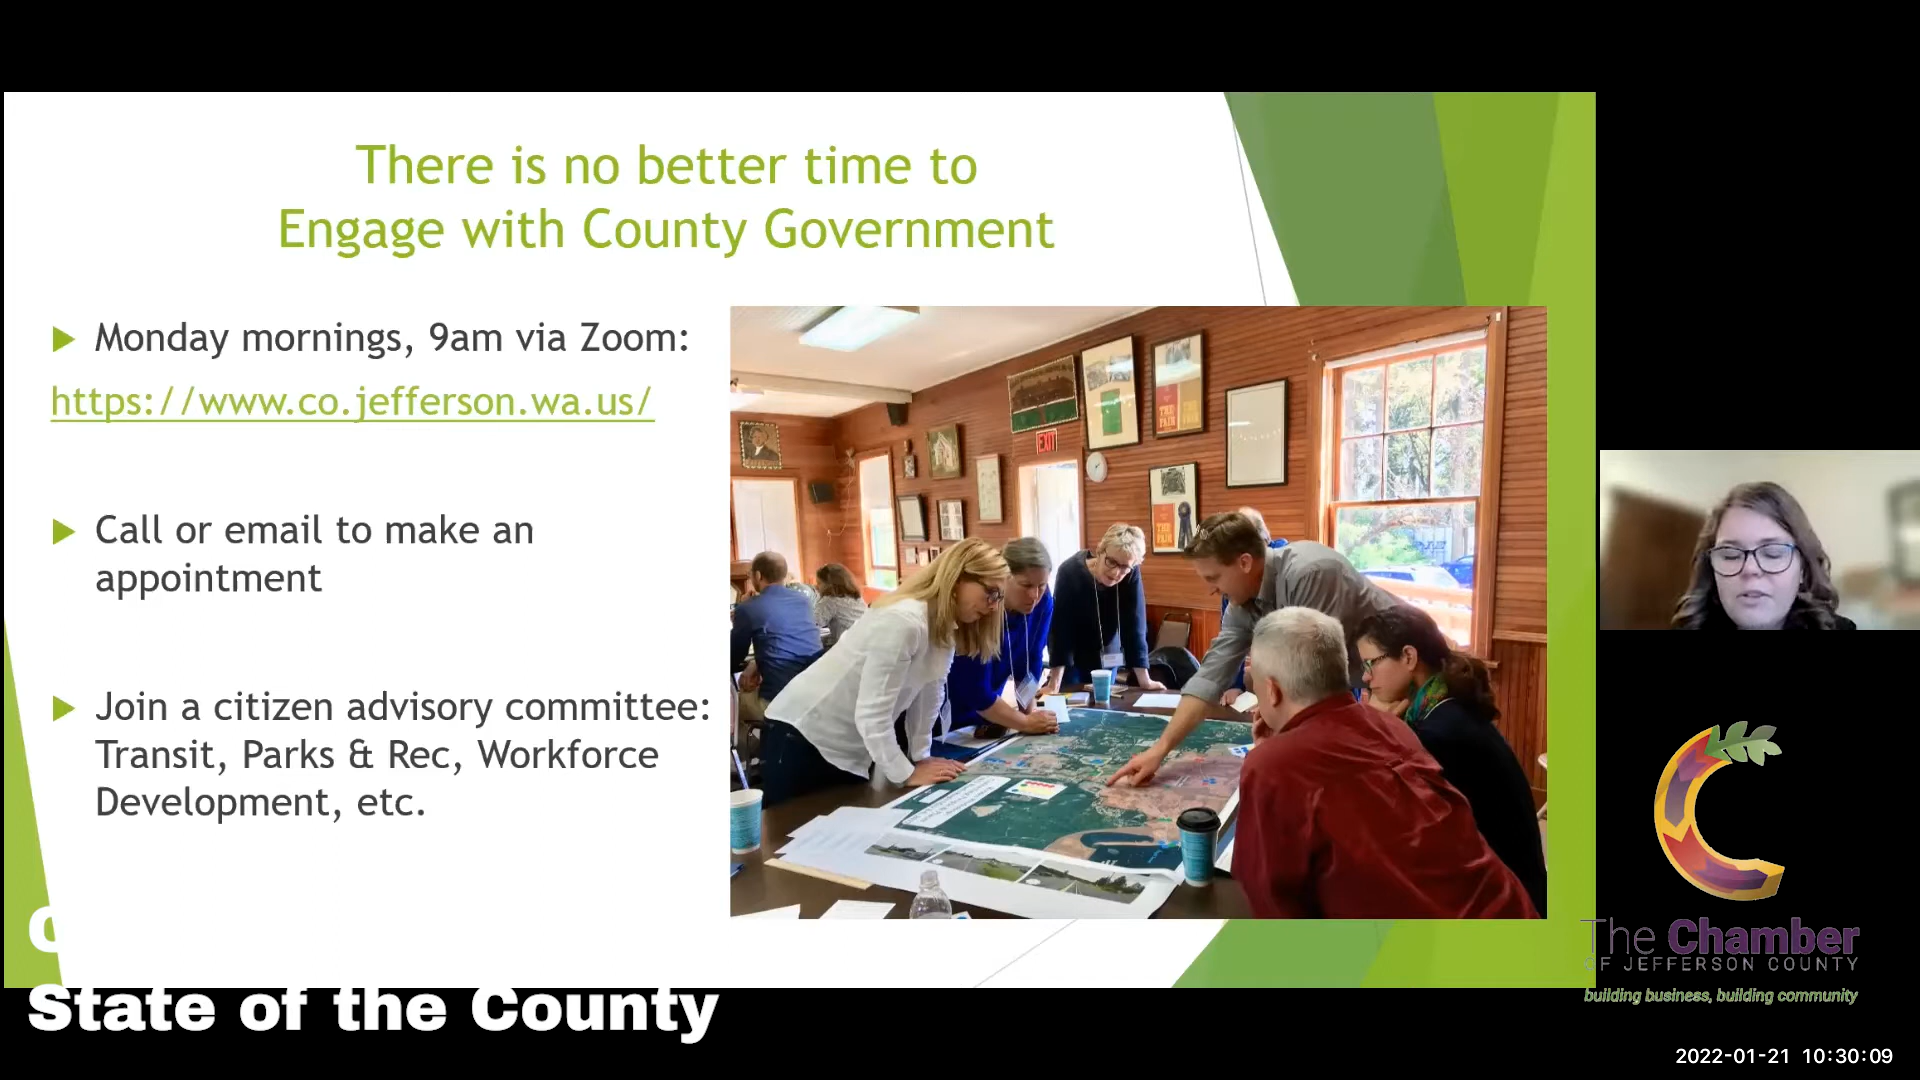 There is no better time to
Engage with County Government
Monday mornings, 9am via Zoom:
https://www.co.jefferson.wa.us/
Call or email to make an
appointment
Join a citizen advisory committee:
Transit, Parks & Rec, Workforce
Development, etc.
EXIT
State of the County
The Chamber
OF JEFFERSON COUNTY
building business, building community
2022-01-21 10:30:09